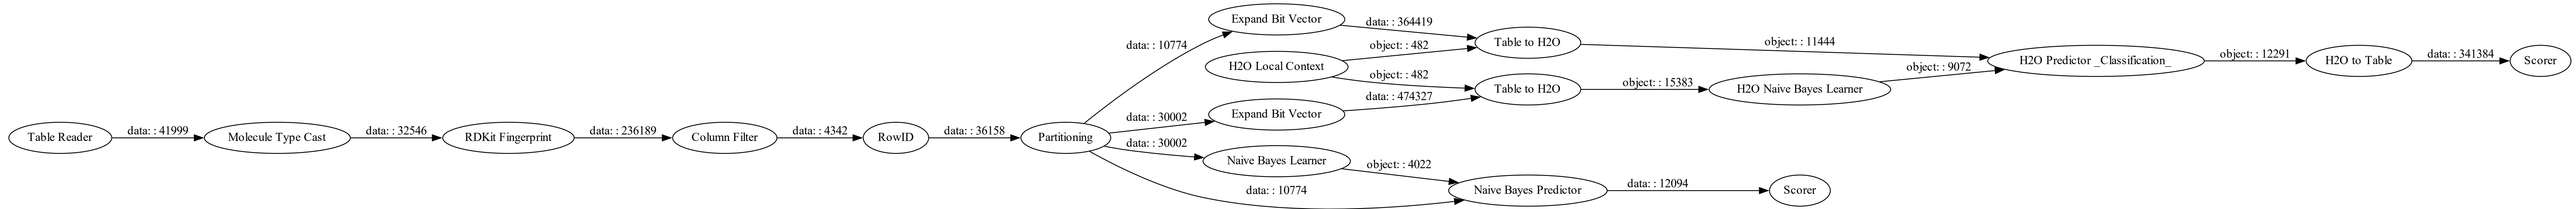 Expand Bit Vector
data: : 364419
data: : 10774
object: : 482
Table to H2O
object: : 11444
H2O Local Context
object: : 482
H2O Predictor _Classification_
object: : 12291
H2O to Table
data: : 341384
Scorer
object: : 9072
Table to H2O
object: : 15383
H2O Naive Bayes Learner
data: : 474327
Expand Bit Vector
data: : 30002
Table Reader
data: : 41999
Molecule Type Cast
data: : 32546
RDKit Fingerprint
data: : 236189
Column Filter
data: : 4342
RowID
data: : 36158
Partitioning
data: : 30002
Naive Bayes Learner
object: : 4022
data: : 10774
Naive Bayes Predictor
data: : 12094
Scorer